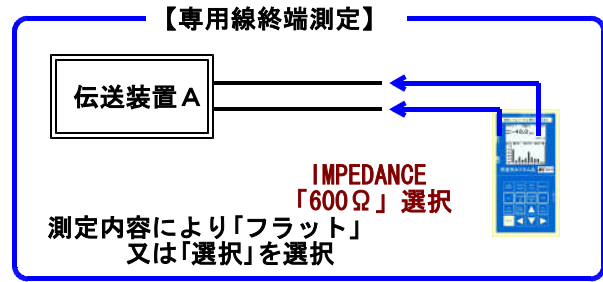 【専用線終端測定】
伝送装置A
IMPEDANCE
「600Ω」選択
測定内容により「フラット」
又は「選択」を選択